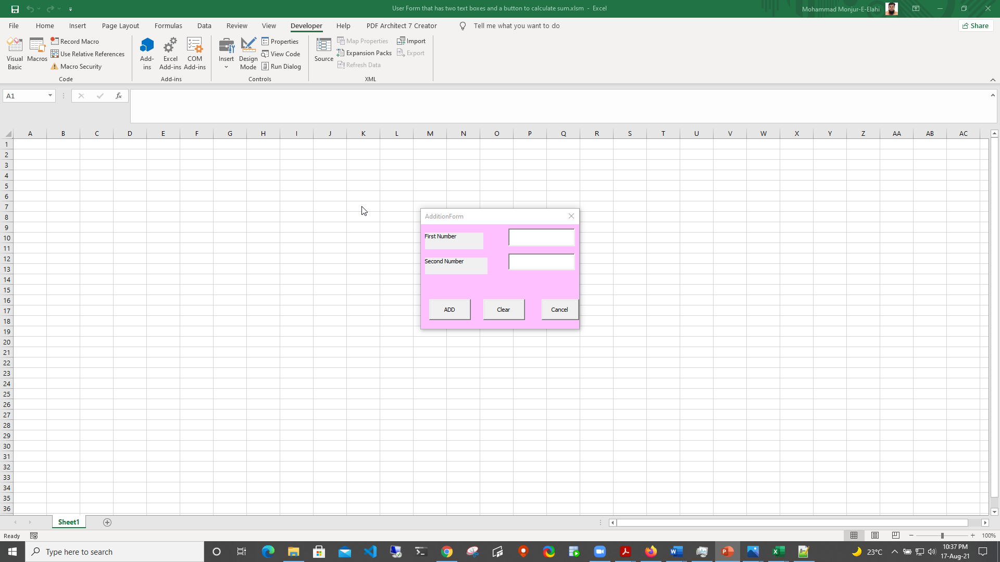 User Form that has two text boxes and a button to calculate sum.xlsm - Excel
Mohammad Monjur-E-Elahi
File Home Insert Page Layout Formulas Data Review View Developer Help PDF Architect 7 Creator Tell me what you want to do Share
Visual Basic
Macros
Record Macro
Use Relative References
Macro Security
Code
Add-ins
Excel Add-ins
COM Add-ins
Add-ins
Insert
Design Mode
Properties
View Code
Run Dialog
Controls
Source
Map Properties
Expansion Packs
Refresh Data
Import
Export
XML
A1
fx
A B C D E F G H I J K L M N O P Q R S T U V W X Y Z AA AB AC
1
2
3
4
5
6
7
8
9
10
11
12
13
14
15
16
17
18
19
20
21
22
23
24
25
26
27
28
29
30
31
32
33
34
35
36
AdditionForm
First Number
Second Number
ADD Clear Cancel
Sheet1
Ready
100%
Type here to search
23°C
10:37 PM
17-Aug-21